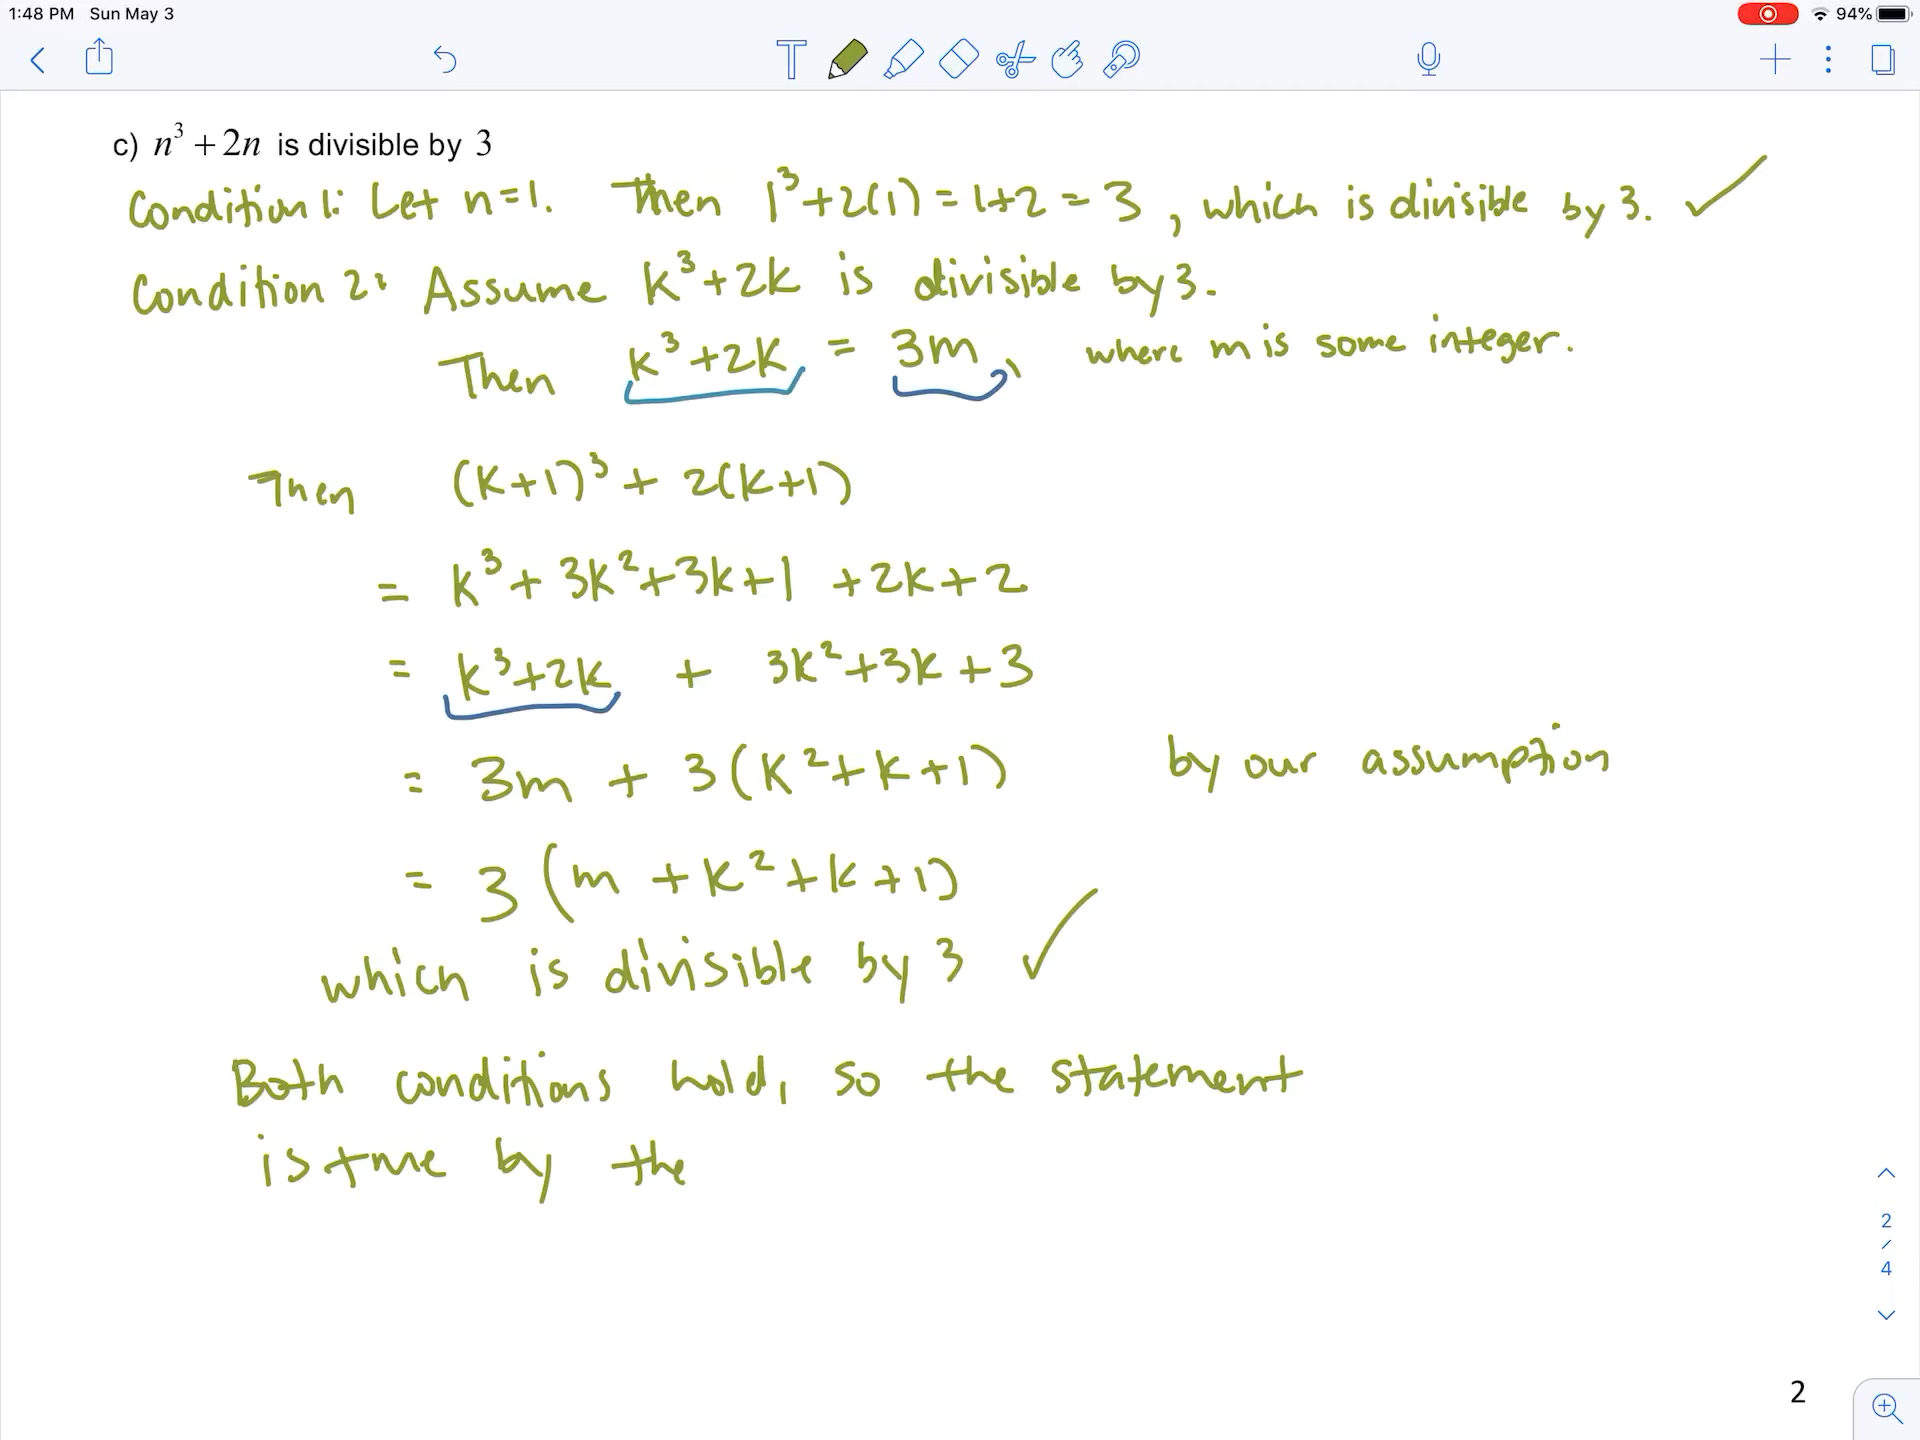 1:48 PM Sun May 3
94%
T
c) n³ + 2n is divisible by 3
Condition 1: Let n=1. Then 1³+2(1) = 1+2 = 3, which is divisible by 3. ✓
Condition 2: Assume k³+2k is divisible by 3.
Then k³+2k = 3m, where m is some integer.
Then (k+1)³ + 2(k+1)
= k³ + 3k² + 3k + 1 + 2k + 2
= k³+2k + 3k²+3k+3
= 3m + 3(k²+k+1) by our assumption
= 3(m + k² + k + 1)
which is divisible by 3 ✓
Both conditions hold, so the statement
is true by the
2
/
4
2